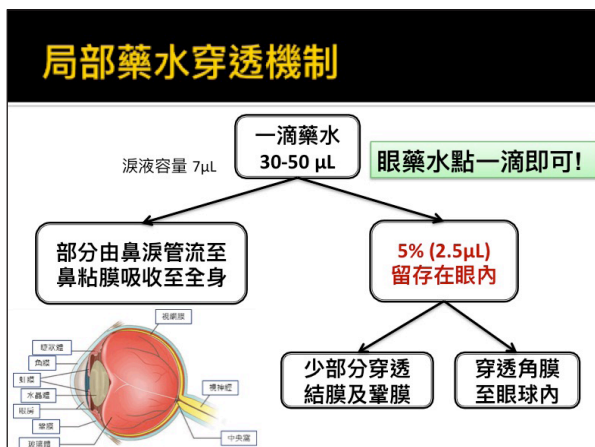 局部藥水穿透機制
一滴藥水
30-50 μL
淚液容量 7μL
眼藥水點一滴即可!
部分由鼻淚管流至
鼻粘膜吸收至全身
5% (2.5μL)
留存在眼內
少部分穿透
結膜及鞏膜
穿透角膜
至眼球內
視網膜
睫狀體
角膜
虹膜
水晶體
眼房
鞏膜
玻璃體
視神經
中央窩